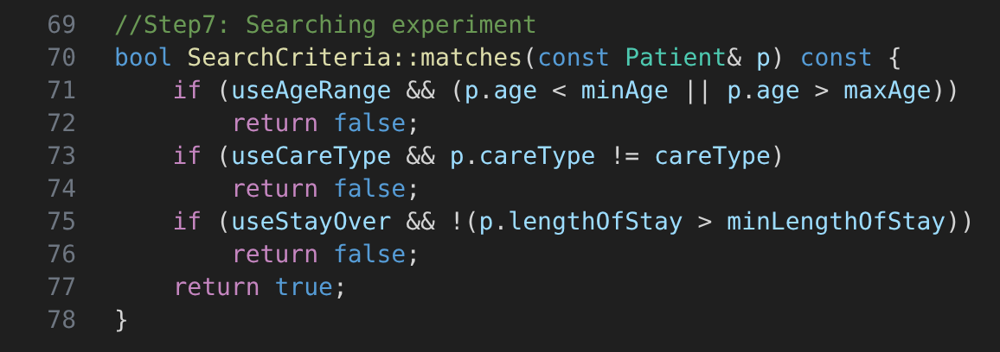 69 //Step7: Searching experiment
70 bool SearchCriteria::matches(const Patient& p) const {
71     if (useAgeRange && (p.age < minAge || p.age > maxAge))
72         return false;
73     if (useCareType && p.careType != careType)
74         return false;
75     if (useStayOver && !(p.lengthOfStay > minLengthOfStay))
76         return false;
77     return true;
78 }